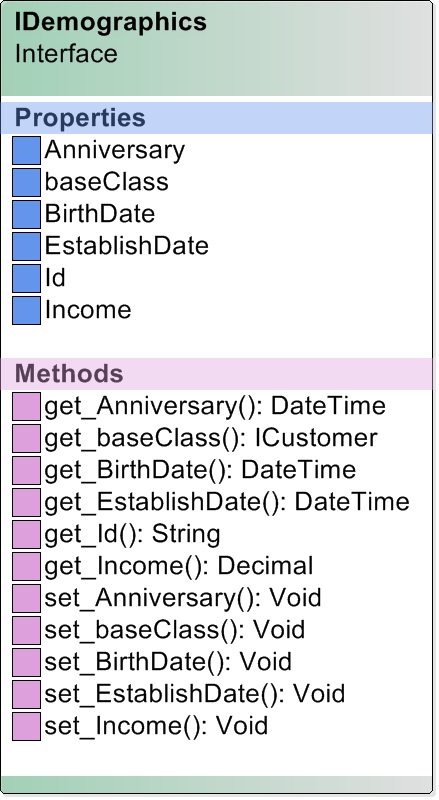 IDemographics
Interface
Properties
Anniversary
baseClass
BirthDate
EstablishDate
Id
Income
Methods
get_Anniversary(): DateTime
get_baseClass(): ICustomer
get_BirthDate(): DateTime
get_EstablishDate(): DateTime
get_Id(): String
get_Income(): Decimal
set_Anniversary(): Void
set_baseClass(): Void
set_BirthDate(): Void
set_EstablishDate(): Void
set_Income(): Void